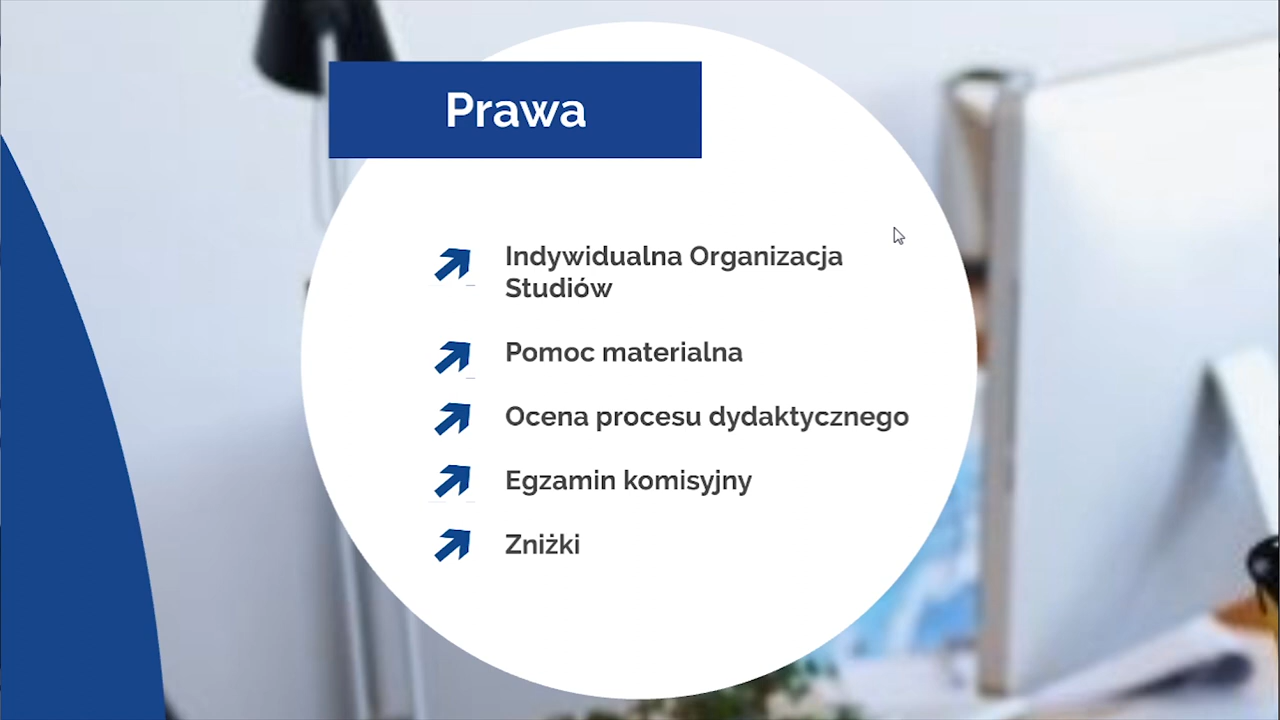 Prawa
Indywidualna Organizacja
Studiów
Pomoc materialna
Ocena procesu dydaktycznego
Egzamin komisyjny
Zniżki